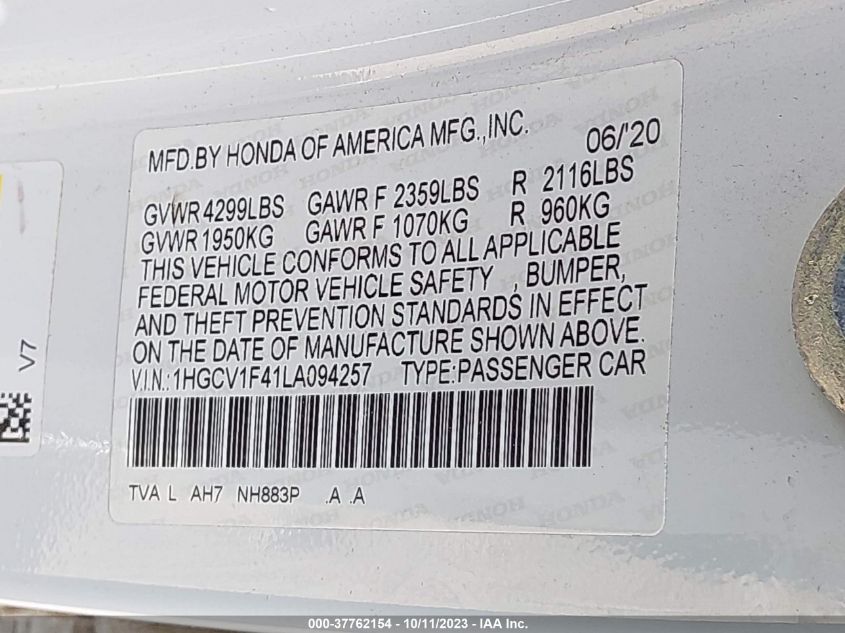 MFD.BY HONDA OF AMERICA MFG.,INC. 06/'20
GVWR 4299LBS GAWR F 2359LBS R 2116LBS
GVWR 1950KG GAWR F 1070KG R 960KG
THIS VEHICLE CONFORMS TO ALL APPLICABLE
FEDERAL MOTOR VEHICLE SAFETY , BUMPER,
AND THEFT PREVENTION STANDARDS IN EFFECT
ON THE DATE OF MANUFACTURE SHOWN ABOVE.
V.I.N.:1HGCV1F41LA094257 TYPE:PASSENGER CAR
TVA L AH7 NH883P .A .A
V7
000-37762154 - 10/11/2023 - IAA Inc.